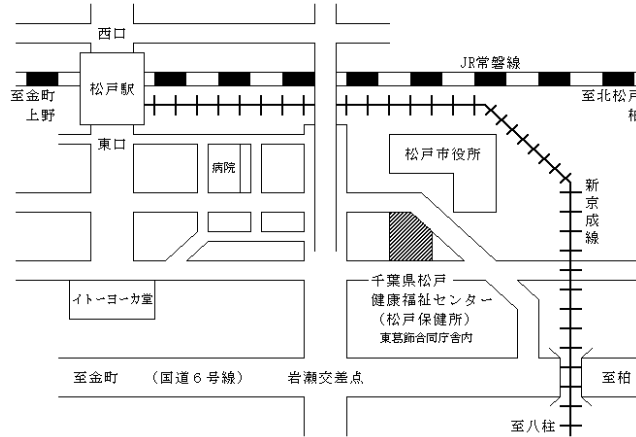 西口
JR常磐線
松戸駅
至金町
上野
至北松戸
柏
東口
病院
松戸市役所
新京成線
千葉県松戸
健康福祉センター
(松戸保健所)
東葛飾合同庁舎内
イトーヨーカ堂
至金町
(国道6号線)
岩瀬交差点
至柏
至八柱